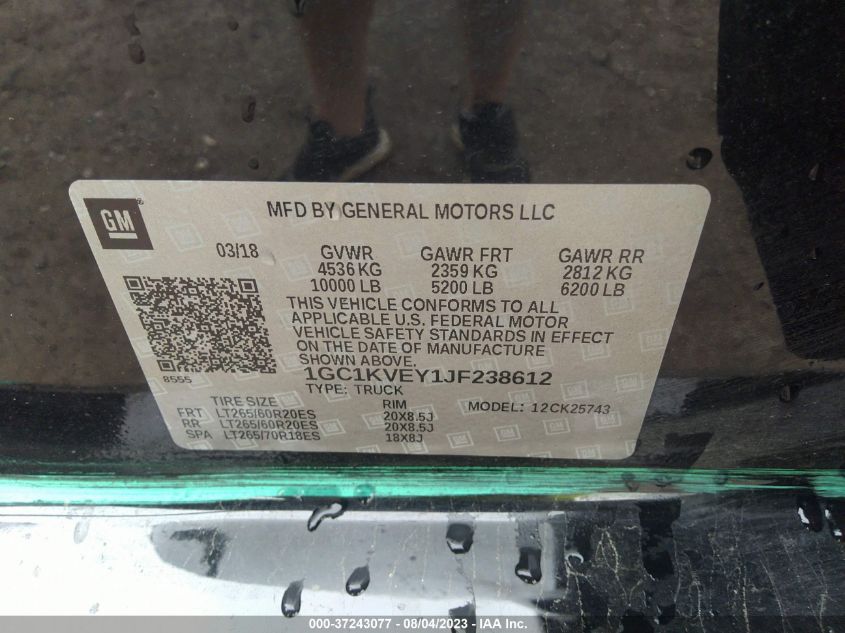 GM
MFD BY GENERAL MOTORS LLC
03/18 GVWR GAWR FRT GAWR RR
4536 KG 2359 KG 2812 KG
10000 LB 5200 LB 6200 LB
THIS VEHICLE CONFORMS TO ALL
APPLICABLE U.S. FEDERAL MOTOR
VEHICLE SAFETY STANDARDS IN EFFECT
ON THE DATE OF MANUFACTURE
SHOWN ABOVE.
8555
1GC1KVEY1JF238612
TYPE: TRUCK
TIRE SIZE RIM MODEL: 12CK25743
FRT LT265/60R20ES 20X8.5J
RR LT265/60R20ES 20X8.5J
SPA LT265/70R18ES 18X8J
000-37243077 - 08/04/2023 - IAA Inc.